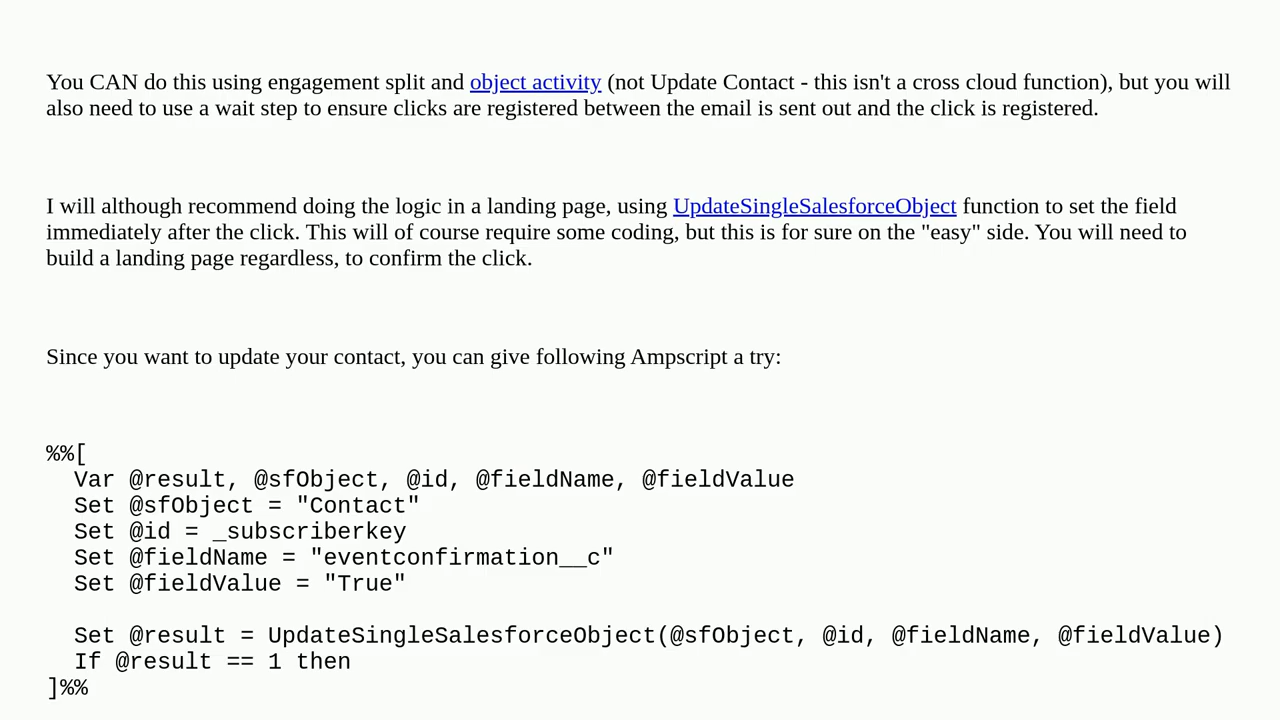 You CAN do this using engagement split and object activity (not Update Contact - this isn't a cross cloud function), but you will
also need to use a wait step to ensure clicks are registered between the email is sent out and the click is registered.
I will although recommend doing the logic in a landing page, using UpdateSingleSalesforceObject function to set the field
immediately after the click. This will of course require some coding, but this is for sure on the "easy" side. You will need to
build a landing page regardless, to confirm the click.
Since you want to update your contact, you can give following Ampscript a try:
%%[
  Var @result, @sfObject, @id, @fieldName, @fieldValue
  Set @sfObject = "Contact"
  Set @id = _subscriberkey
  Set @fieldName = "eventconfirmation__c"
  Set @fieldValue = "True"
  Set @result = UpdateSingleSalesforceObject(@sfObject, @id, @fieldName, @fieldValue)
  If @result == 1 then
]%%